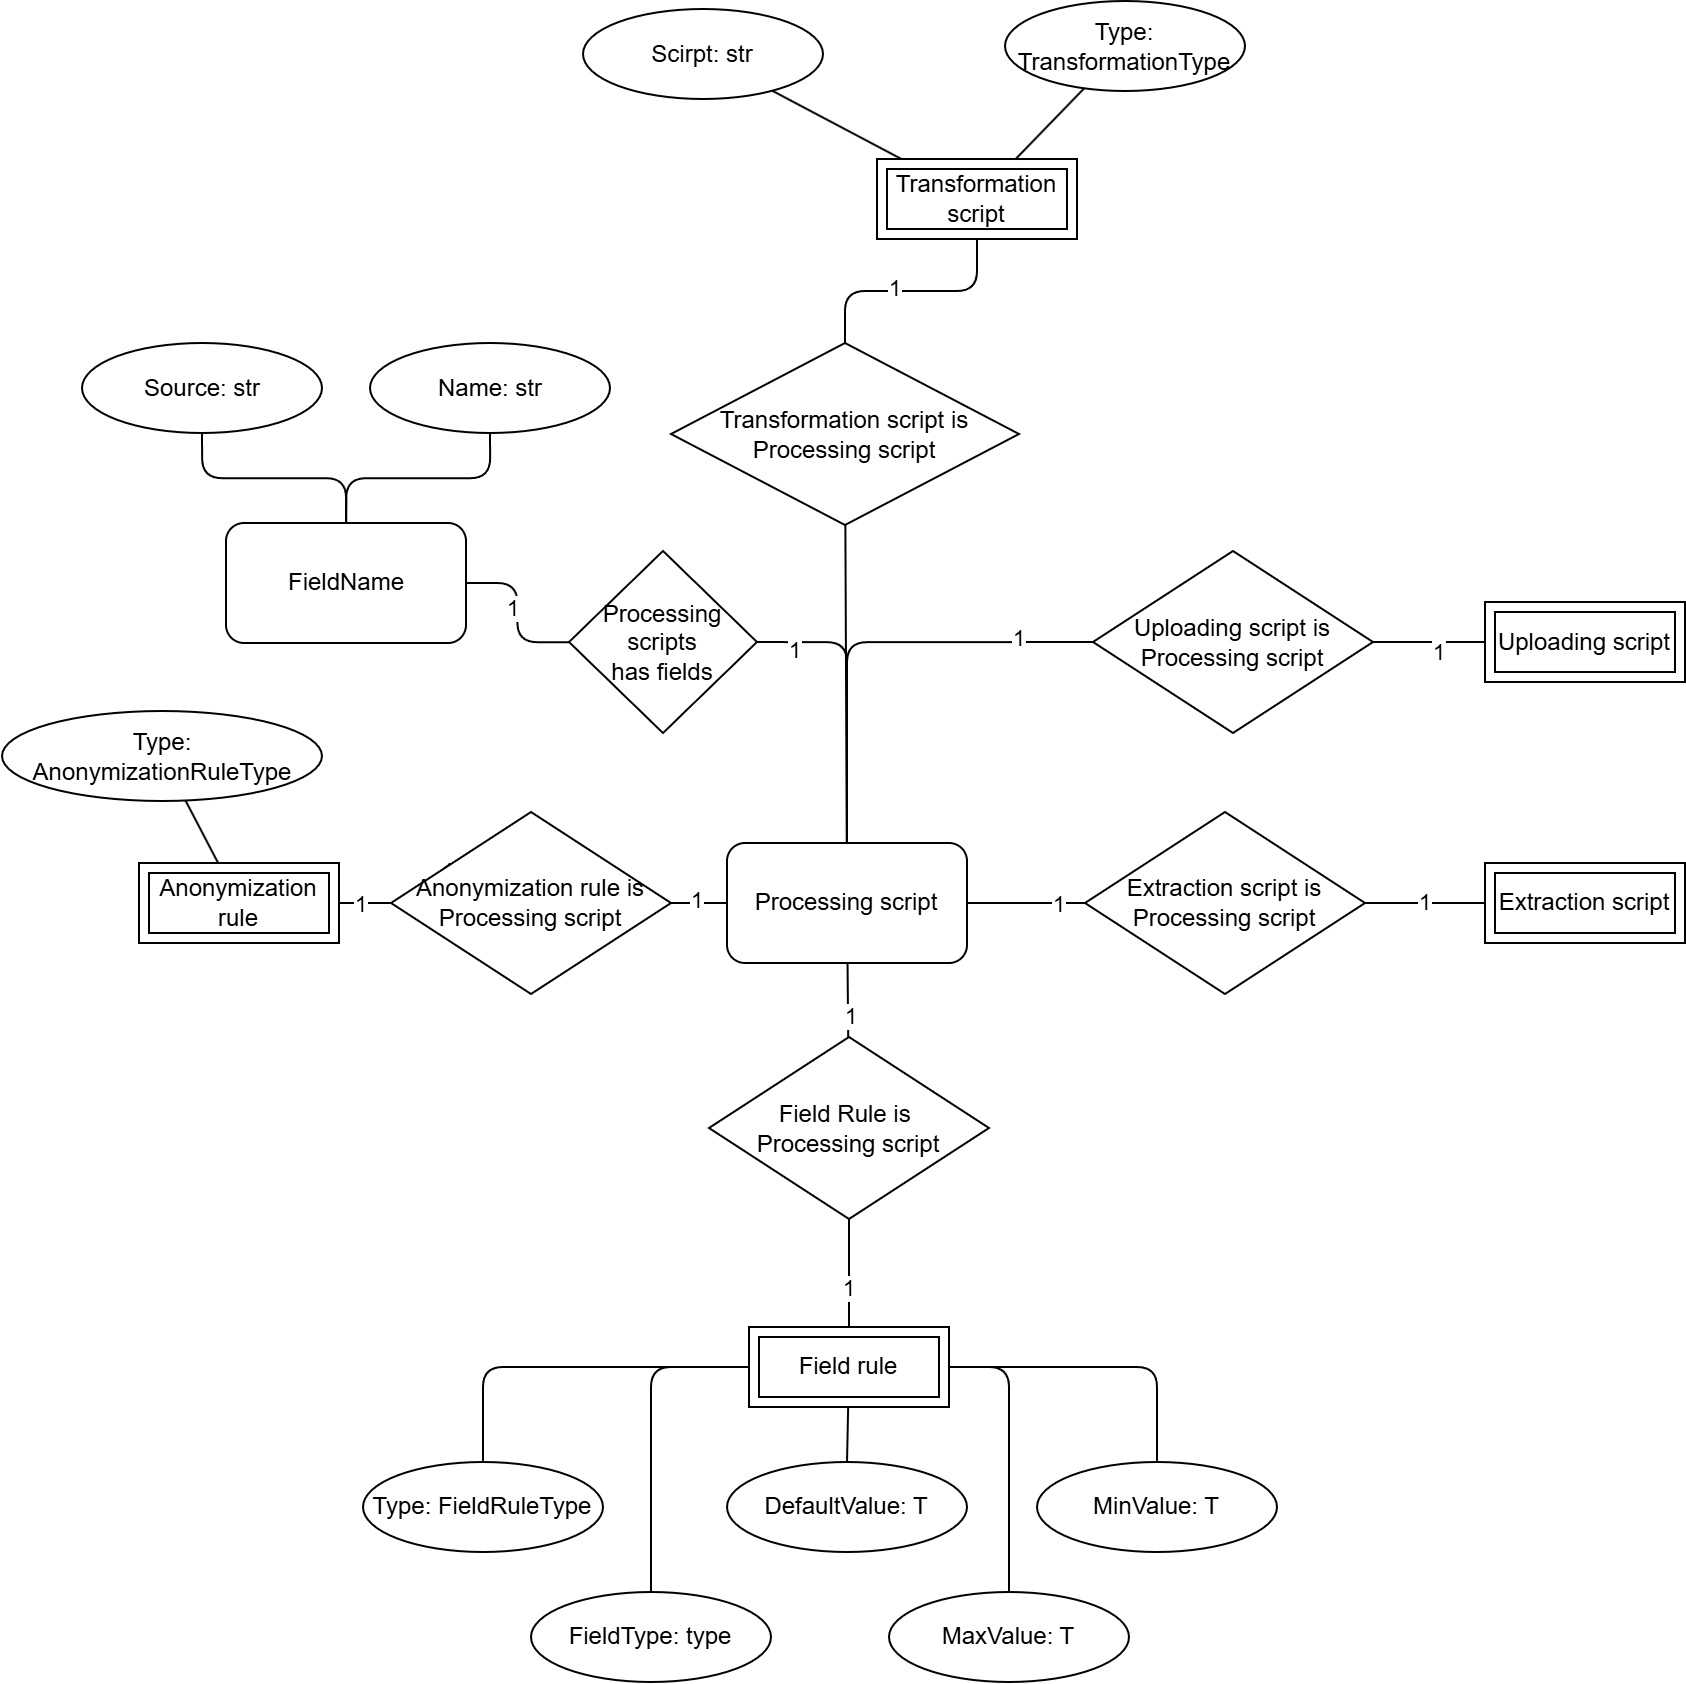 Scirpt: str
Type:
TransformationType
Transformation
script
1
Source: str
Name: str
Transformation script is
Processing script
FieldName
1
Processing
scripts
has fields
1
1
Uploading script is
Processing script
1
Uploading script
Type:
AnonymizationRuleType
Anonymization
rule
1
Anonymization rule is
Processing script
1
Processing script
1
Extraction script is
Processing script
1
Extraction script
1
Field Rule is
Processing script
1
Field rule
Type: FieldRuleType
DefaultValue: T
MinValue: T
FieldType: type
MaxValue: T